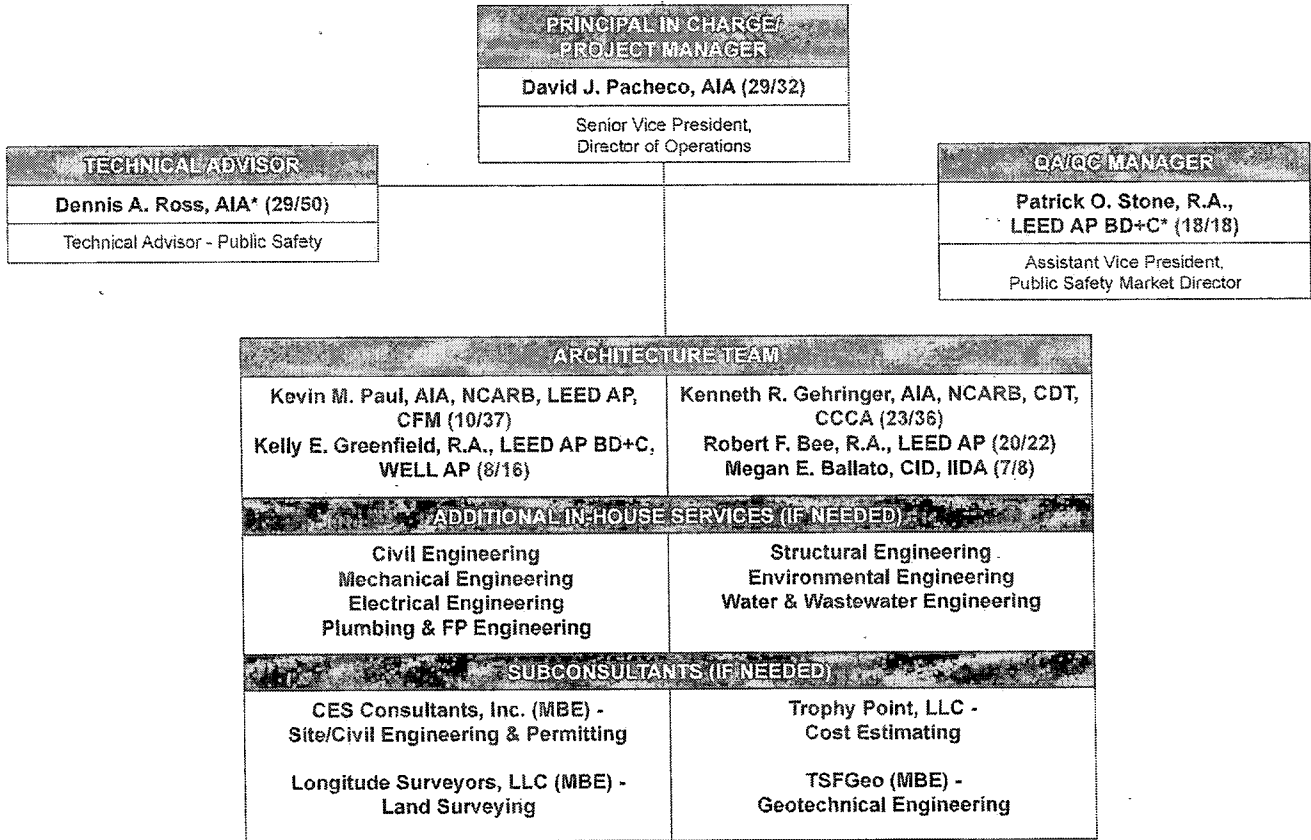 PRINCIPAL IN CHARGE/
PROJECT MANAGER
David J. Pacheco, AIA (29/32)
Senior Vice President,
Director of Operations
TECHNICAL ADVISOR
Dennis A. Ross, AIA* (29/50)
Technical Advisor - Public Safety
QA/QC MANAGER
Patrick O. Stone, R.A.,
LEED AP BD+C* (18/18)
Assistant Vice President,
Public Safety Market Director
ARCHITECTURE TEAM
Kevin M. Paul, AIA, NCARB, LEED AP,
CFM (10/37)
Kelly E. Greenfield, R.A., LEED AP BD+C,
WELL AP (8/16)
Kenneth R. Gehringer, AIA, NCARB, CDT,
CCCA (23/36)
Robert F. Bee, R.A., LEED AP (20/22)
Megan E. Ballato, CID, IIDA (7/8)
ADDITIONAL IN-HOUSE SERVICES (IF NEEDED)
Civil Engineering
Mechanical Engineering
Electrical Engineering
Plumbing & FP Engineering
Structural Engineering
Environmental Engineering
Water & Wastewater Engineering
SUBCONSULTANTS (IF NEEDED)
CES Consultants, Inc. (MBE) -
Site/Civil Engineering & Permitting
Longitude Surveyors, LLC (MBE) -
Land Surveying
Trophy Point, LLC -
Cost Estimating
TSFGeo (MBE) -
Geotechnical Engineering